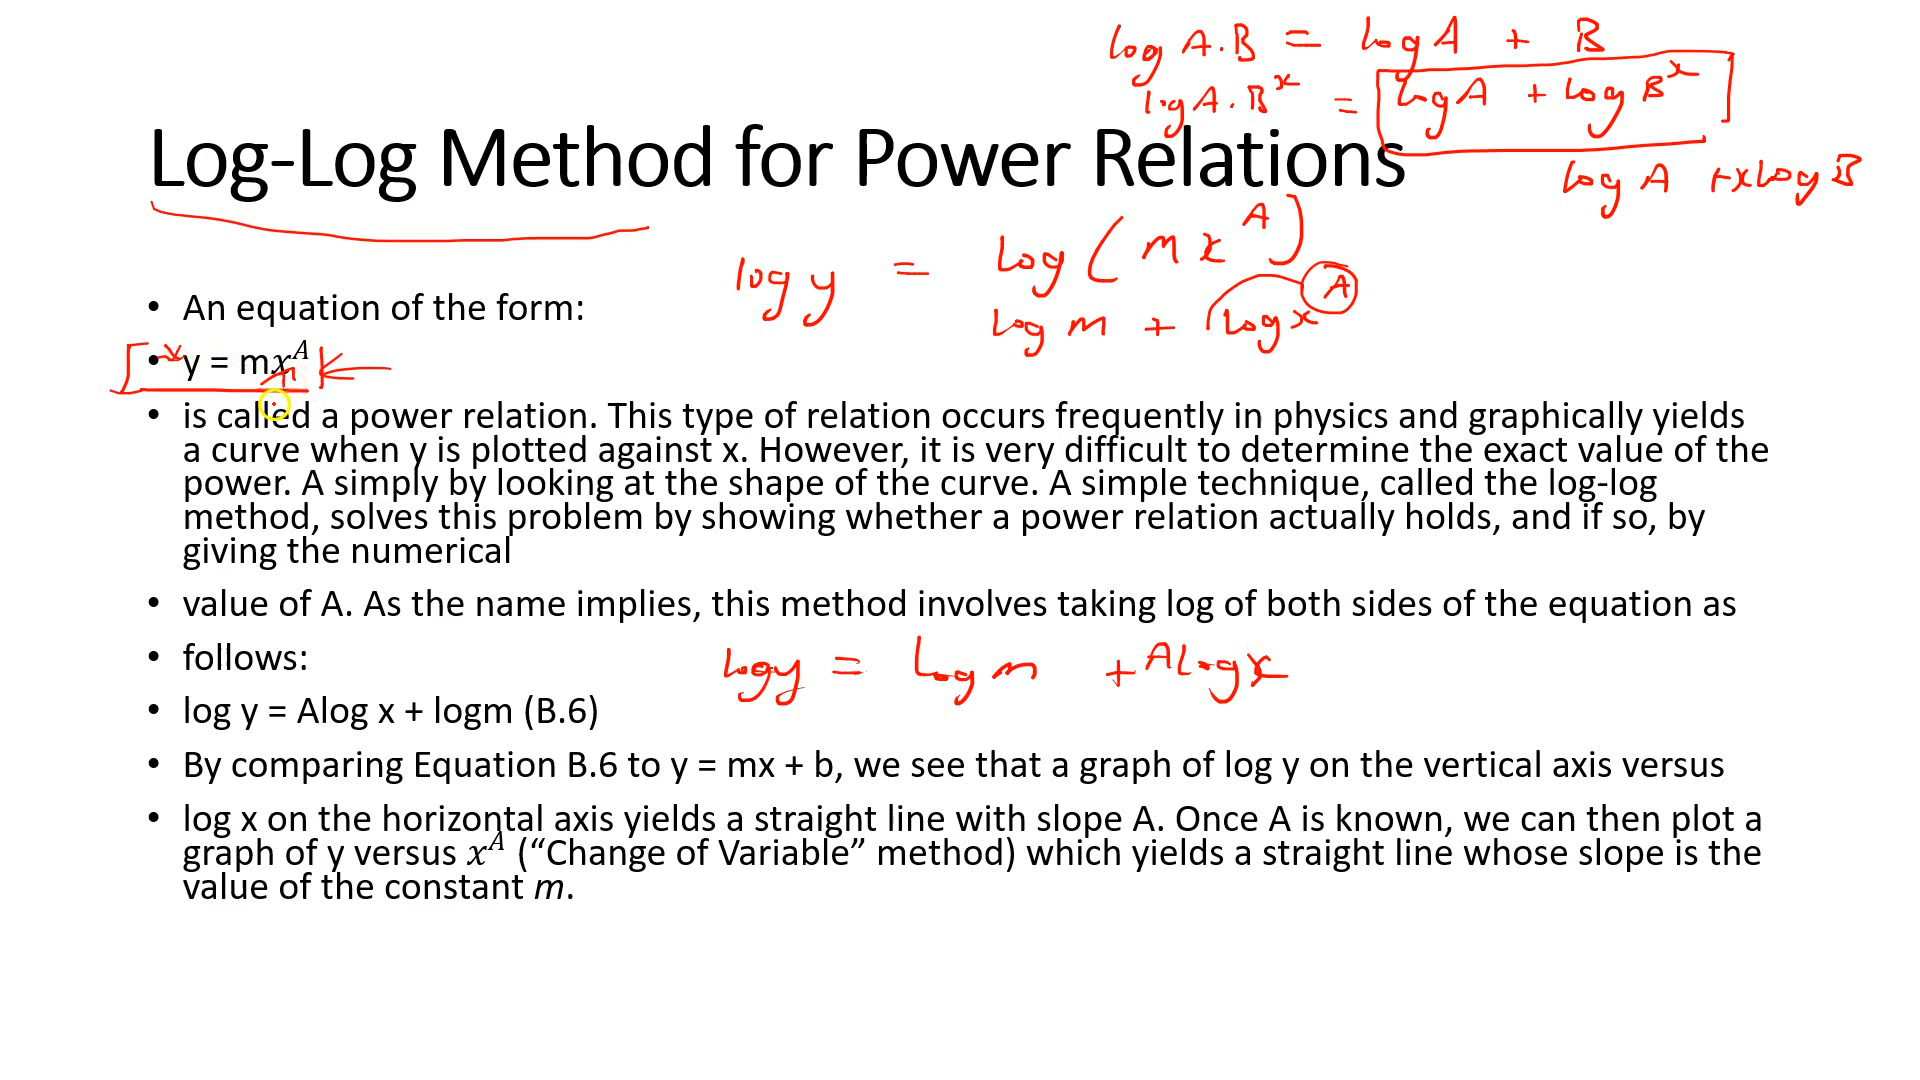 log A.B = log A + B
log A.B^x = log A + log B^x
Log-Log Method for Power Relations
log A + x log B
log y = log (m x^A)
• An equation of the form:
log m + log x^A
• y = mx^A
• is called a power relation. This type of relation occurs frequently in physics and graphically yields
a curve when y is plotted against x. However, it is very difficult to determine the exact value of the
power. A simply by looking at the shape of the curve. A simple technique, called the log-log
method, solves this problem by showing whether a power relation actually holds, and if so, by
giving the numerical
• value of A. As the name implies, this method involves taking log of both sides of the equation as
• follows:
log y = log m + A log x
• log y = Alog x + logm (B.6)
• By comparing Equation B.6 to y = mx + b, we see that a graph of log y on the vertical axis versus
• log x on the horizontal axis yields a straight line with slope A. Once A is known, we can then plot a
graph of y versus x^A (“Change of Variable” method) which yields a straight line whose slope is the
value of the constant m.